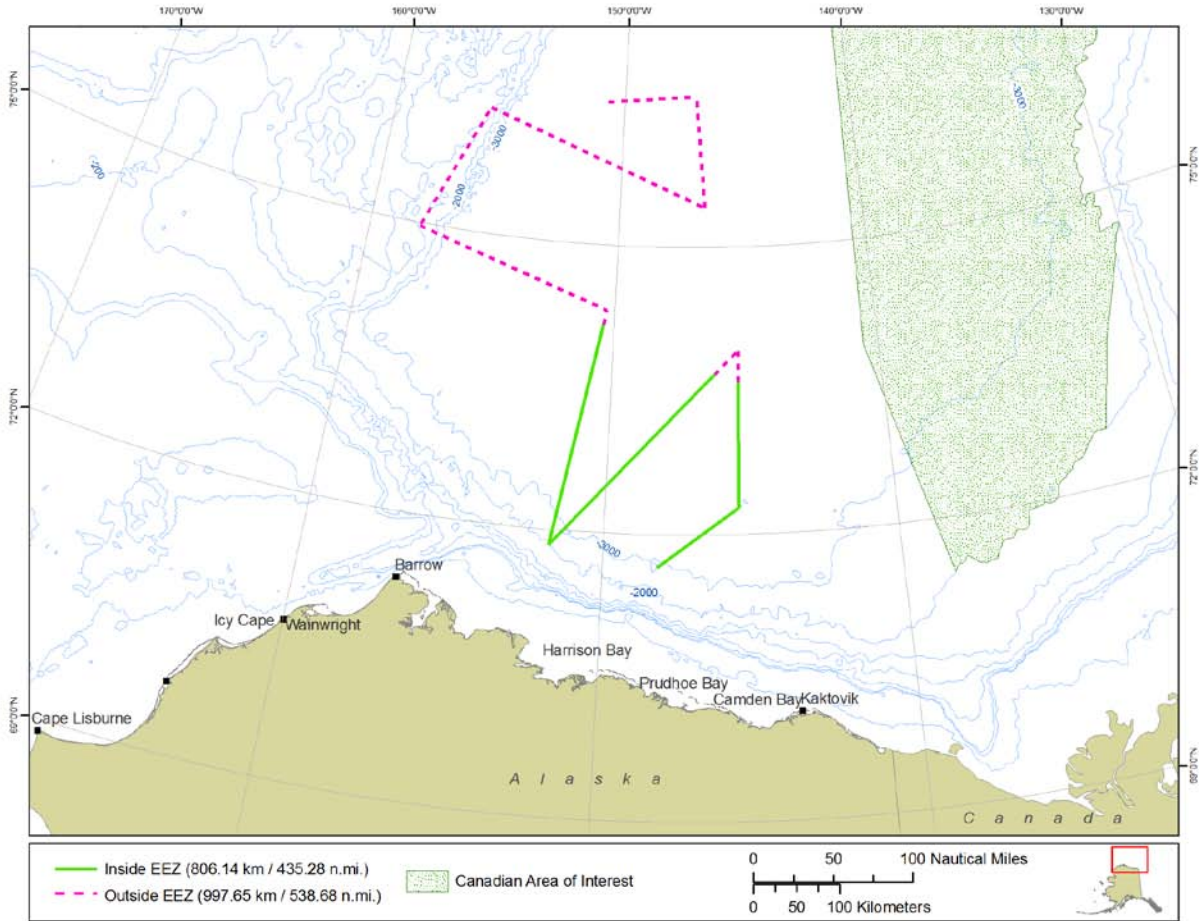 170°0'0"W 160°0'0"W 150°0'0"W 140°0'0"W 130°0'0"W
76°0'0"N
75°0'0"N
72°0'0"N
72°0'0"N
69°0'0"N
69°0'0"N
-3000
-3000
-200
2000
-3000
-2000
Barrow
Icy Cape
Wainwright
Harrison Bay
Prudhoe Bay
Camden Bay
Kaktovik
Cape Lisburne
A l a s k a
C a n a d a
Inside EEZ (806.14 km / 435.28 n.mi.)
Outside EEZ (997.65 km / 538.68 n.mi.)
Canadian Area of Interest
0 50 100 Nautical Miles
0 50 100 Kilometers